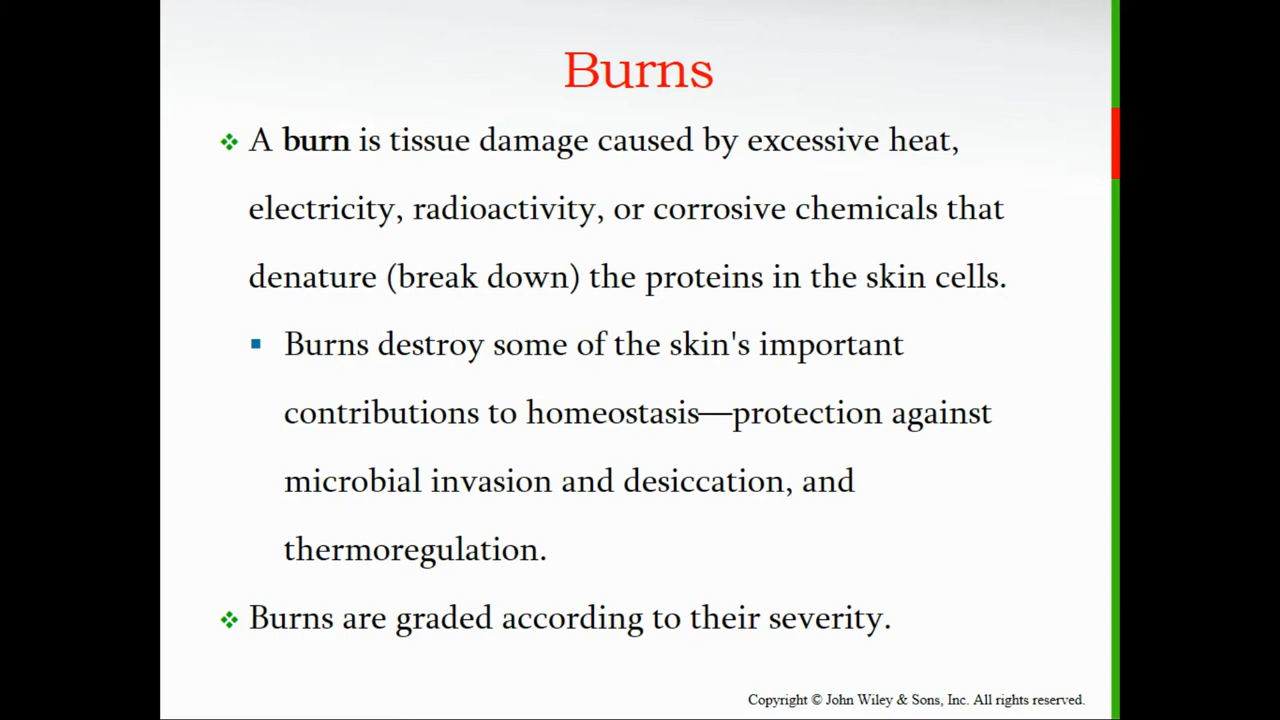 Burns
A burn is tissue damage caused by excessive heat,
electricity, radioactivity, or corrosive chemicals that
denature (break down) the proteins in the skin cells.
Burns destroy some of the skin's important
contributions to homeostasis—protection against
microbial invasion and desiccation, and
thermoregulation.
Burns are graded according to their severity.
Copyright © John Wiley & Sons, Inc. All rights reserved.